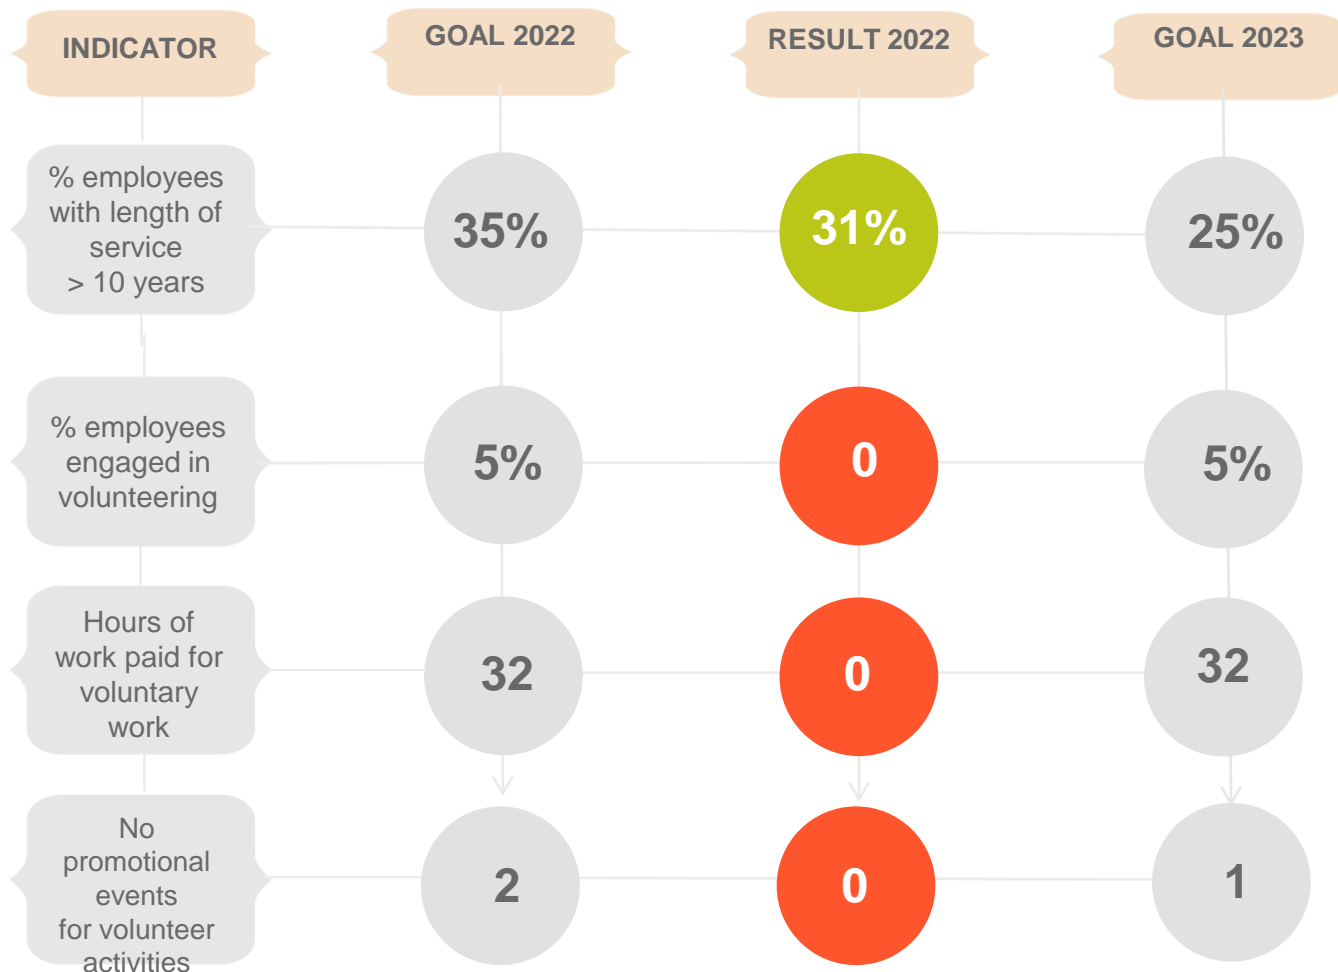 INDICATOR
GOAL 2022
RESULT 2022
GOAL 2023
% employees
with length of
service
> 10 years
35%
31%
25%
% employees
engaged in
volunteering
5%
0
5%
Hours of
work paid for
voluntary
work
32
0
32
No
promotional
events
for volunteer
activities
2
0
1